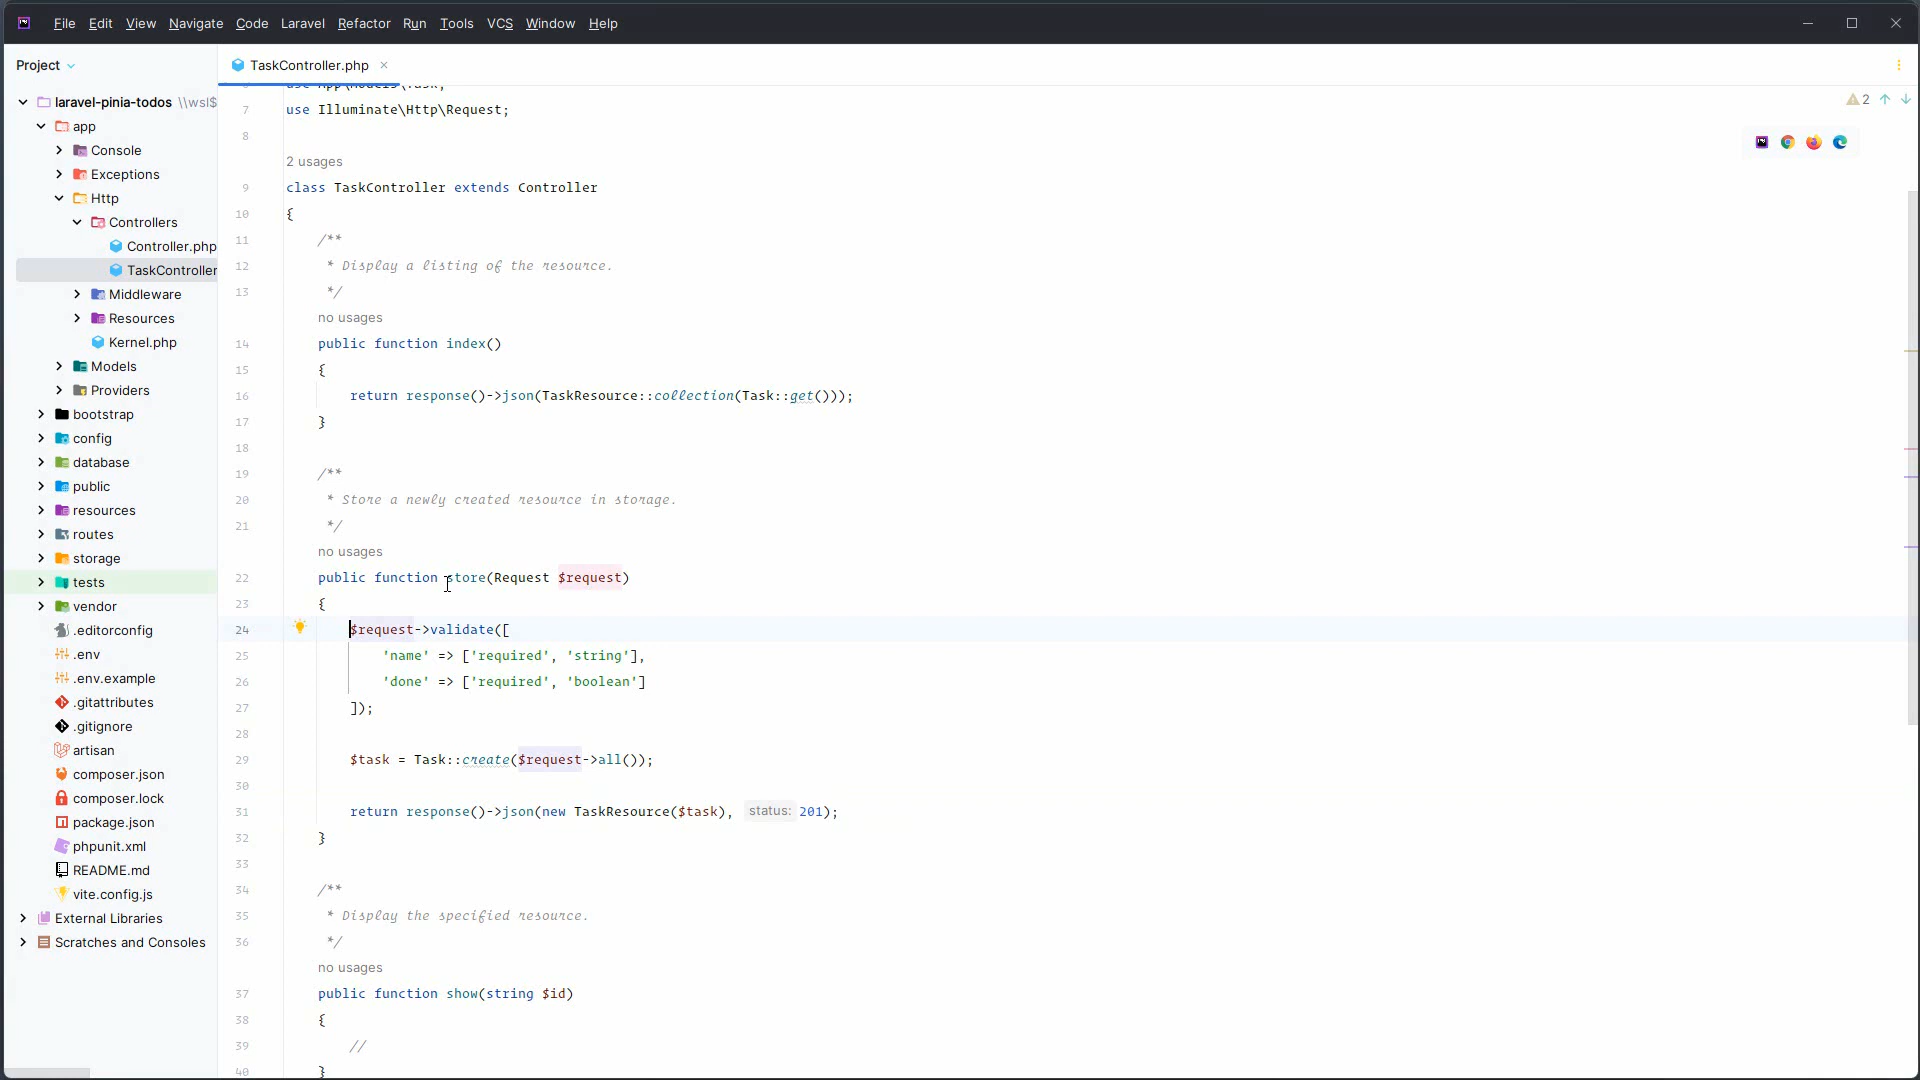 File Edit View Navigate Code Laravel Refactor Run Tools VCS Window Help
Project
TaskController.php
laravel-pinia-todos \\wsl$
app
Console
Exceptions
Http
Controllers
Controller.php
TaskController
Middleware
Resources
Kernel.php
Models
Providers
bootstrap
config
database
public
resources
routes
storage
tests
vendor
.editorconfig
.env
.env.example
.gitattributes
.gitignore
artisan
composer.json
composer.lock
package.json
phpunit.xml
README.md
vite.config.js
External Libraries
Scratches and Consoles
2
use App\Models\Task;
7 use Illuminate\Http\Request;
8
2 usages
9 class TaskController extends Controller
10 {
11 /**
12 * Display a listing of the resource.
13 */
no usages
14 public function index()
15 {
16 return response()->json(TaskResource::collection(Task::get()));
17 }
18
19 /**
20 * Store a newly created resource in storage.
21 */
no usages
22 public function store(Request $request)
23 {
24 $request->validate([
25 'name' => ['required', 'string'],
26 'done' => ['required', 'boolean']
27 ]);
28
29 $task = Task::create($request->all());
30
31 return response()->json(new TaskResource($task), status: 201);
32 }
33
34 /**
35 * Display the specified resource.
36 */
no usages
37 public function show(string $id)
38 {
39 //
40 }